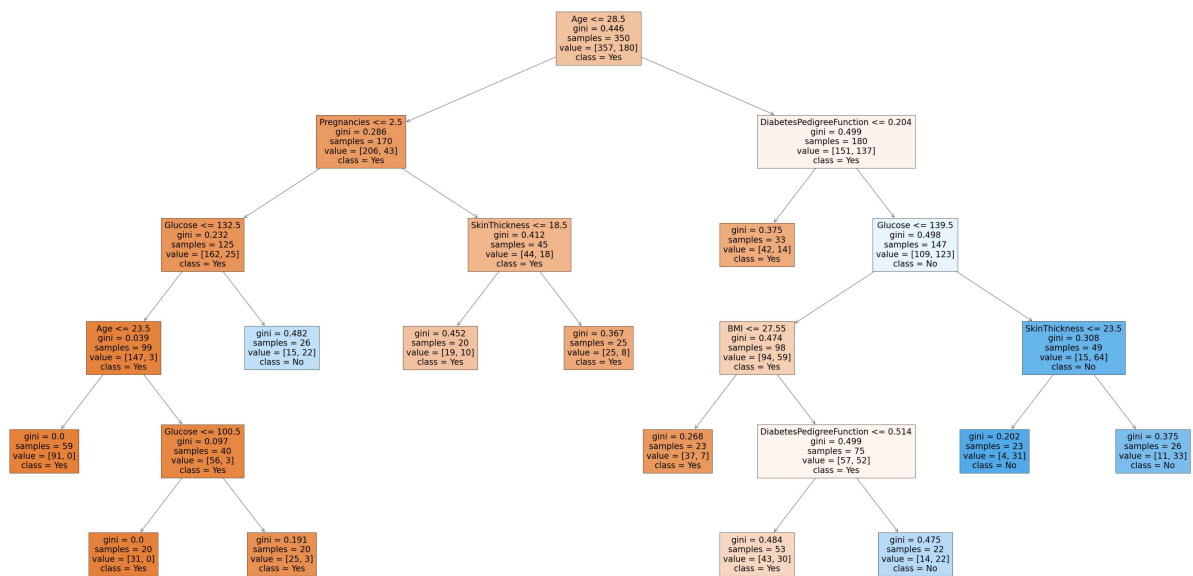 Age <= 28.5
gini = 0.446
samples = 350
value = [357, 180]
class = Yes
Pregnancies <= 2.5
gini = 0.286
samples = 170
value = [206, 43]
class = Yes
DiabetesPedigreeFunction <= 0.204
gini = 0.499
samples = 180
value = [151, 137]
class = Yes
Glucose <= 132.5
gini = 0.232
samples = 125
value = [162, 25]
class = Yes
SkinThickness <= 18.5
gini = 0.412
samples = 45
value = [44, 18]
class = Yes
gini = 0.375
samples = 33
value = [42, 14]
class = Yes
Glucose <= 139.5
gini = 0.498
samples = 147
value = [109, 123]
class = No
Age <= 23.5
gini = 0.039
samples = 99
value = [147, 3]
class = Yes
gini = 0.482
samples = 26
value = [15, 22]
class = No
gini = 0.452
samples = 20
value = [19, 10]
class = Yes
gini = 0.367
samples = 25
value = [25, 8]
class = Yes
BMI <= 27.55
gini = 0.474
samples = 98
value = [94, 59]
class = Yes
SkinThickness <= 23.5
gini = 0.308
samples = 49
value = [15, 64]
class = No
gini = 0.0
samples = 59
value = [91, 0]
class = Yes
Glucose <= 100.5
gini = 0.097
samples = 40
value = [56, 3]
class = Yes
gini = 0.268
samples = 23
value = [37, 7]
class = Yes
DiabetesPedigreeFunction <= 0.514
gini = 0.499
samples = 75
value = [57, 52]
class = Yes
gini = 0.202
samples = 23
value = [4, 31]
class = No
gini = 0.375
samples = 26
value = [11, 33]
class = No
gini = 0.0
samples = 20
value = [31, 0]
class = Yes
gini = 0.191
samples = 20
value = [25, 3]
class = Yes
gini = 0.484
samples = 53
value = [43, 30]
class = Yes
gini = 0.475
samples = 22
value = [14, 22]
class = No